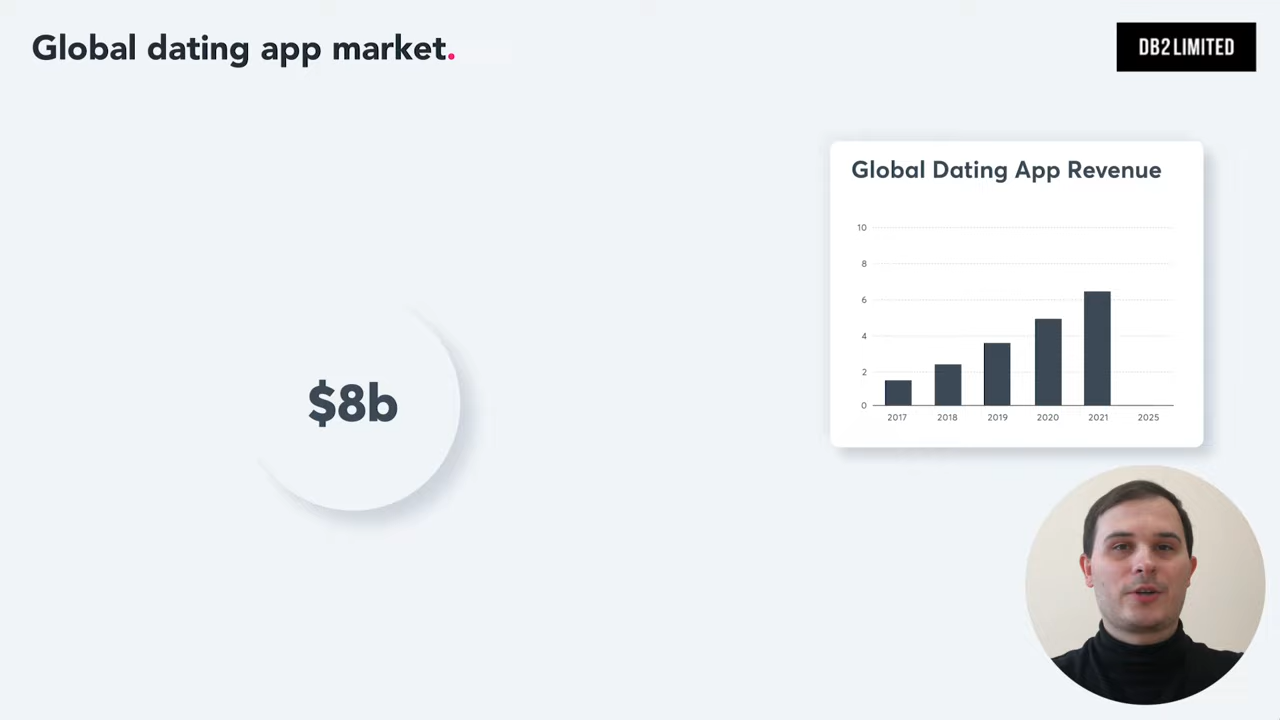 Global dating app market.
DB2 LIMITED
Global Dating App Revenue
10
8
6
4
2
0
2017 2018 2019 2020 2021 2025
$8b